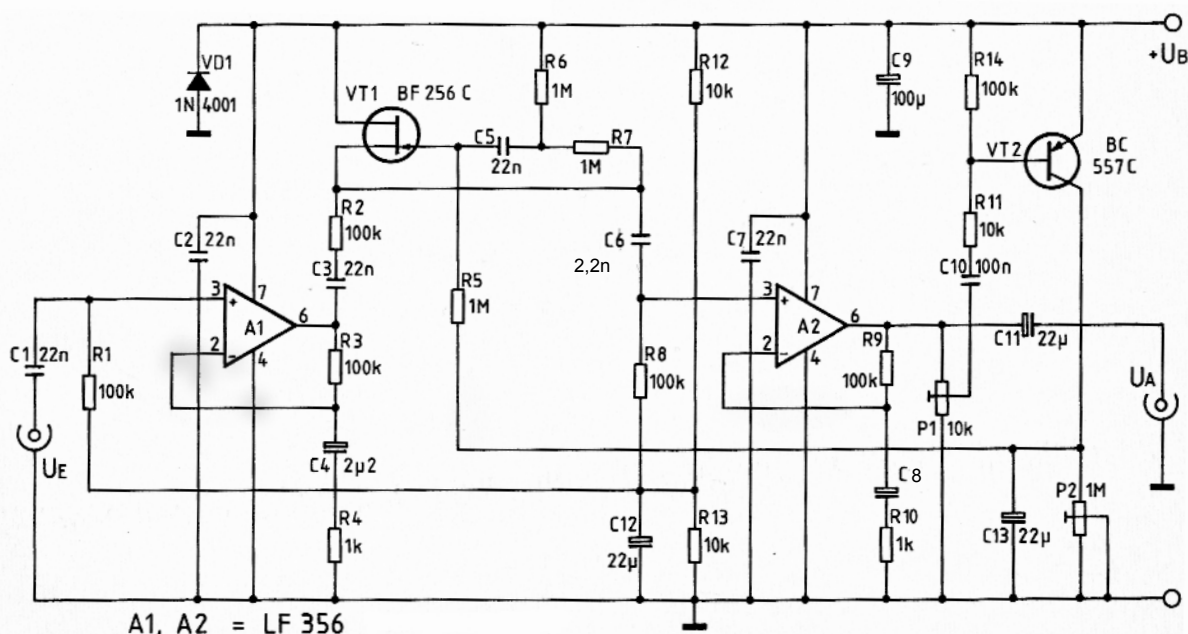 VD1
1N 4001
VT1 BF 256 C
R6
1M
C5
22n
R7
1M
R12
10k
C9
100µ
R14
100k
+UB
VT2
BC
557C
R2
100k
C2 22n
C3 22n
R5
1M
C6
2,2n
C7 22n
R11
10k
C10 100n
3
+
7
A1
6
2
−
4
C1 22n
R1
100k
R3
100k
R8
100k
3
+
7
A2
6
2
−
4
R9
100k
C11 22µ
P1 10k
UA
UE
C4 2µ2
R4
1k
C12
22µ
R13
10k
C8
R10
1k
C13 22µ
P2 1M
A1, A2 = LF 356